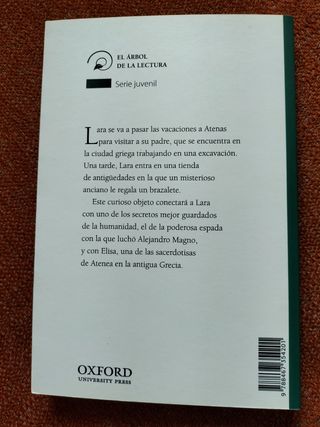 EL ÁRBOL
DE LA LECTURA
Serie juvenil
Lara se va a pasar las vacaciones a Atenas
para visitar a su padre, que se encuentra en
la ciudad griega trabajando en una excavación.
Una tarde, Lara entra en una tienda
de antigüedades en la que un misterioso
anciano le regala un brazalete.
Este curioso objeto conectará a Lara
con uno de los secretos mejor guardados
de la humanidad, el de la poderosa espada
con la que luchó Alejandro Magno,
y con Elisa, una de las sacerdotisas
de Atenea en la antigua Grecia.
OXFORD
UNIVERSITY PRESS
9 788467 354201